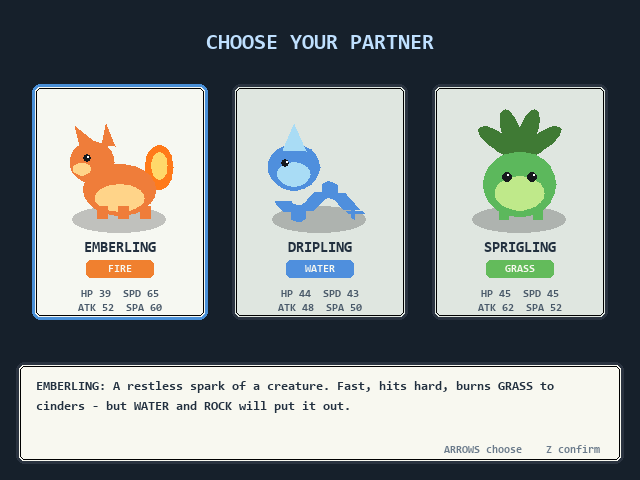 CHOOSE YOUR PARTNER
EMBERLING
FIRE
HP 39 SPD 65
ATK 52 SPA 60
DRIPLING
WATER
HP 44 SPD 43
ATK 48 SPA 50
SPRIGLING
GRASS
HP 45 SPD 45
ATK 62 SPA 52
EMBERLING: A restless spark of a creature. Fast, hits hard, burns GRASS to
cinders - but WATER and ROCK will put it out.
ARROWS choose Z confirm